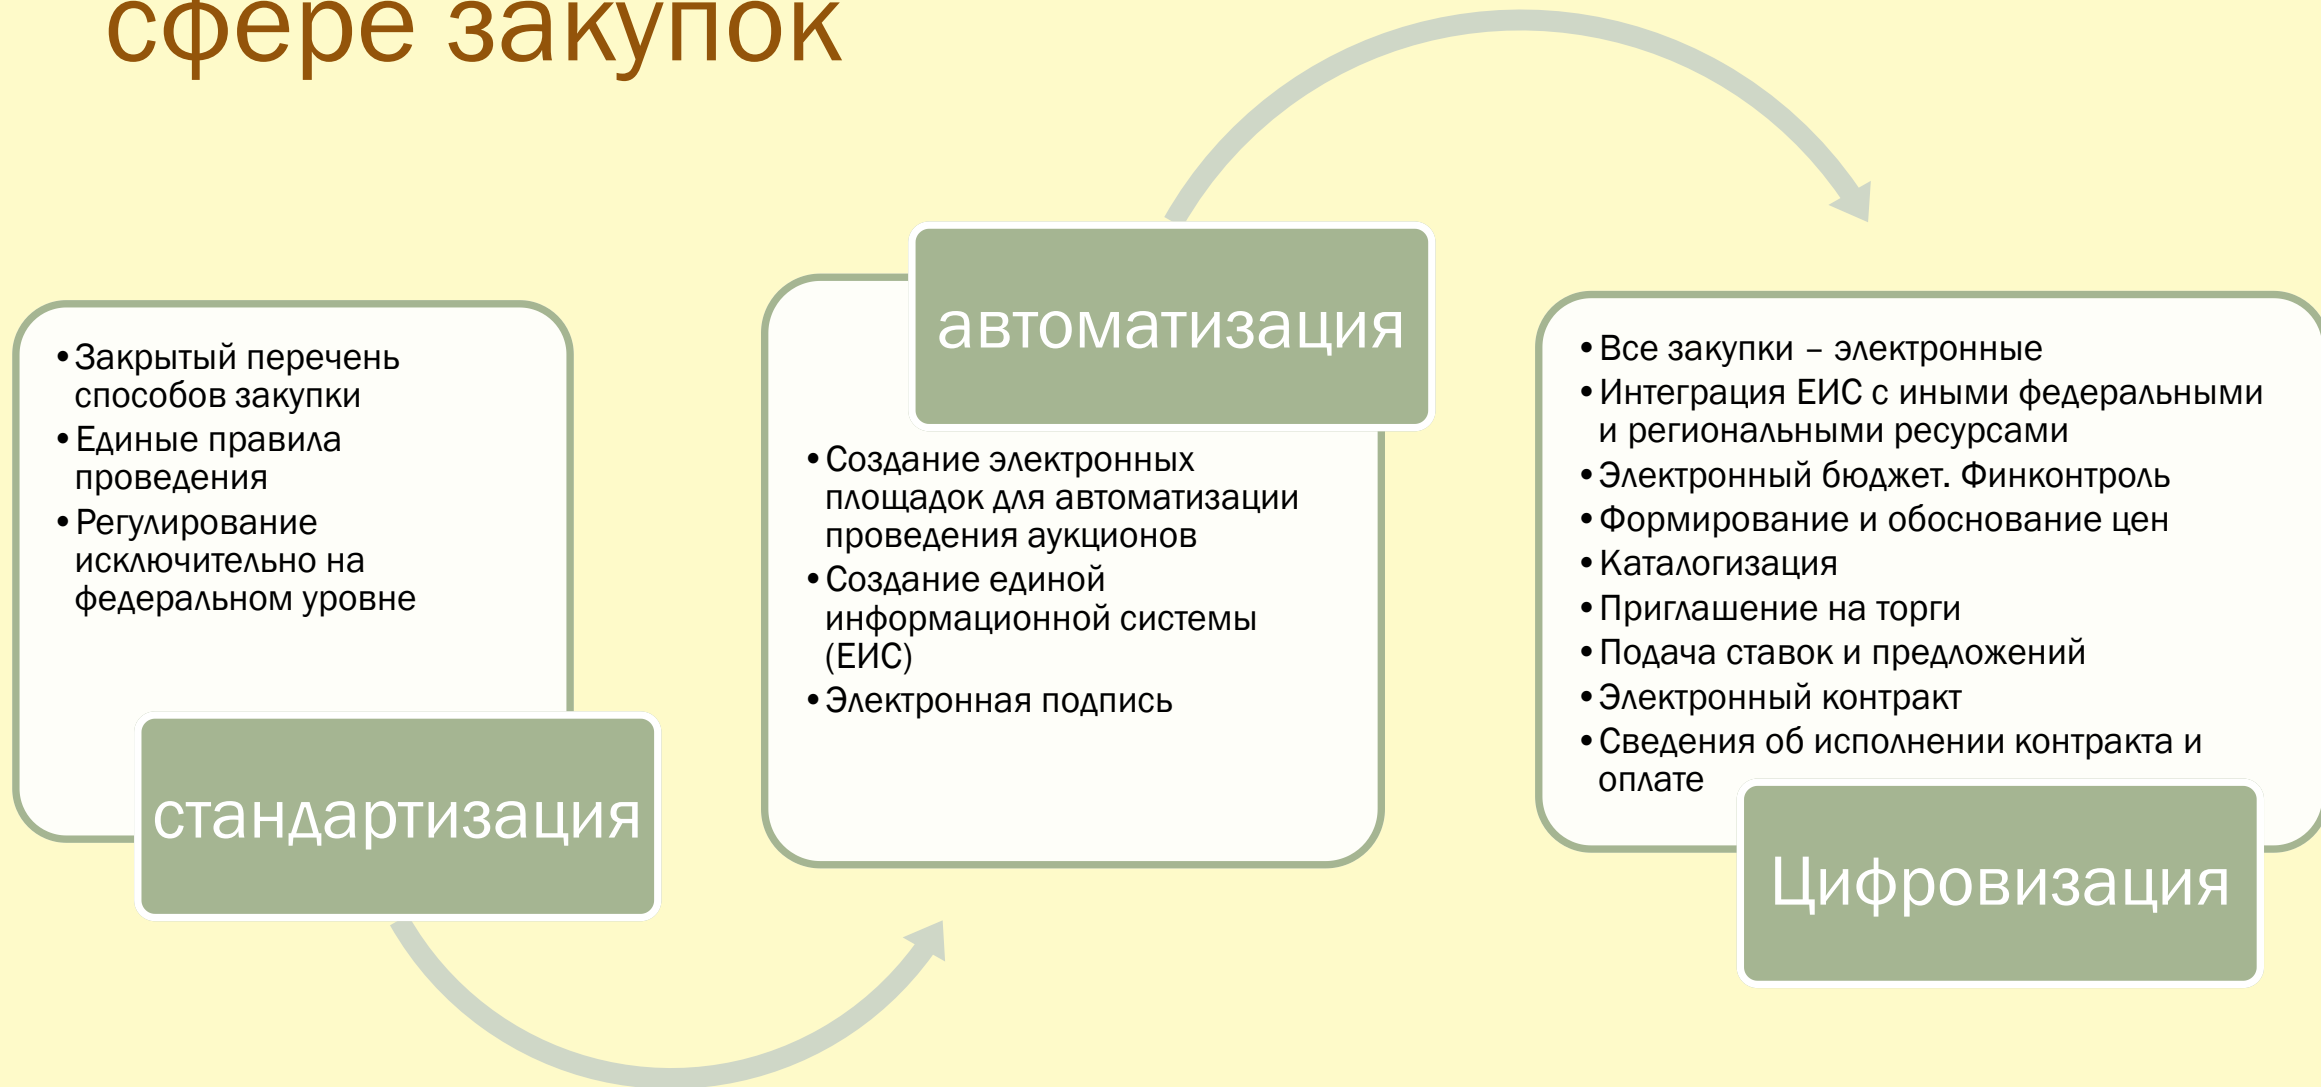 сфере закупок
•Закрытый перечень
способов закупки
•Единые правила
проведения
•Регулирование
исключительно на
федеральном уровне
стандартизация
автоматизация
•Создание электронных
площадок для автоматизации
проведения аукционов
•Создание единой
информационной системы
(ЕИС)
•Электронная подпись
•Все закупки – электронные
•Интеграция ЕИС с иными федеральными
и региональными ресурсами
•Электронный бюджет. Финконтроль
•Формирование и обоснование цен
•Каталогизация
•Приглашение на торги
•Подача ставок и предложений
•Электронный контракт
•Сведения об исполнении контракта и
оплате
Цифровизация